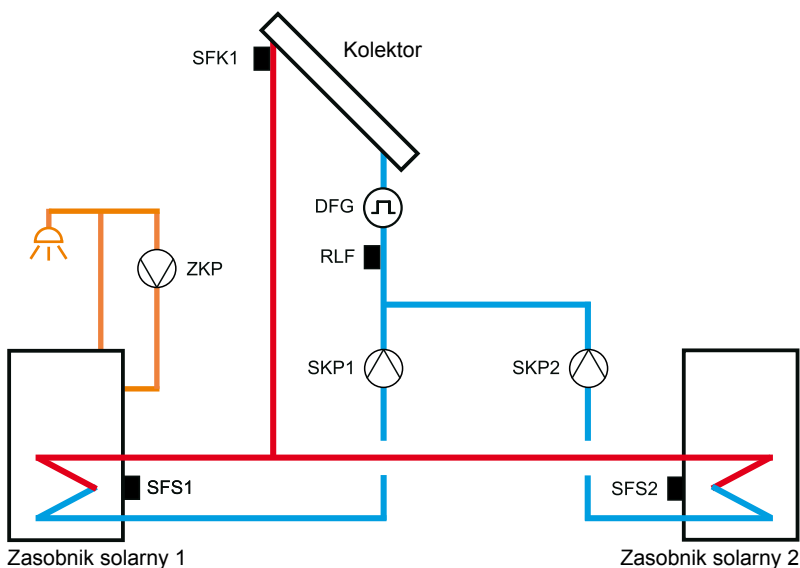 SFK1
Kolektor
DFG
RLF
ZKP
SKP1
SKP2
SFS1
SFS2
Zasobnik solarny 1
Zasobnik solarny 2